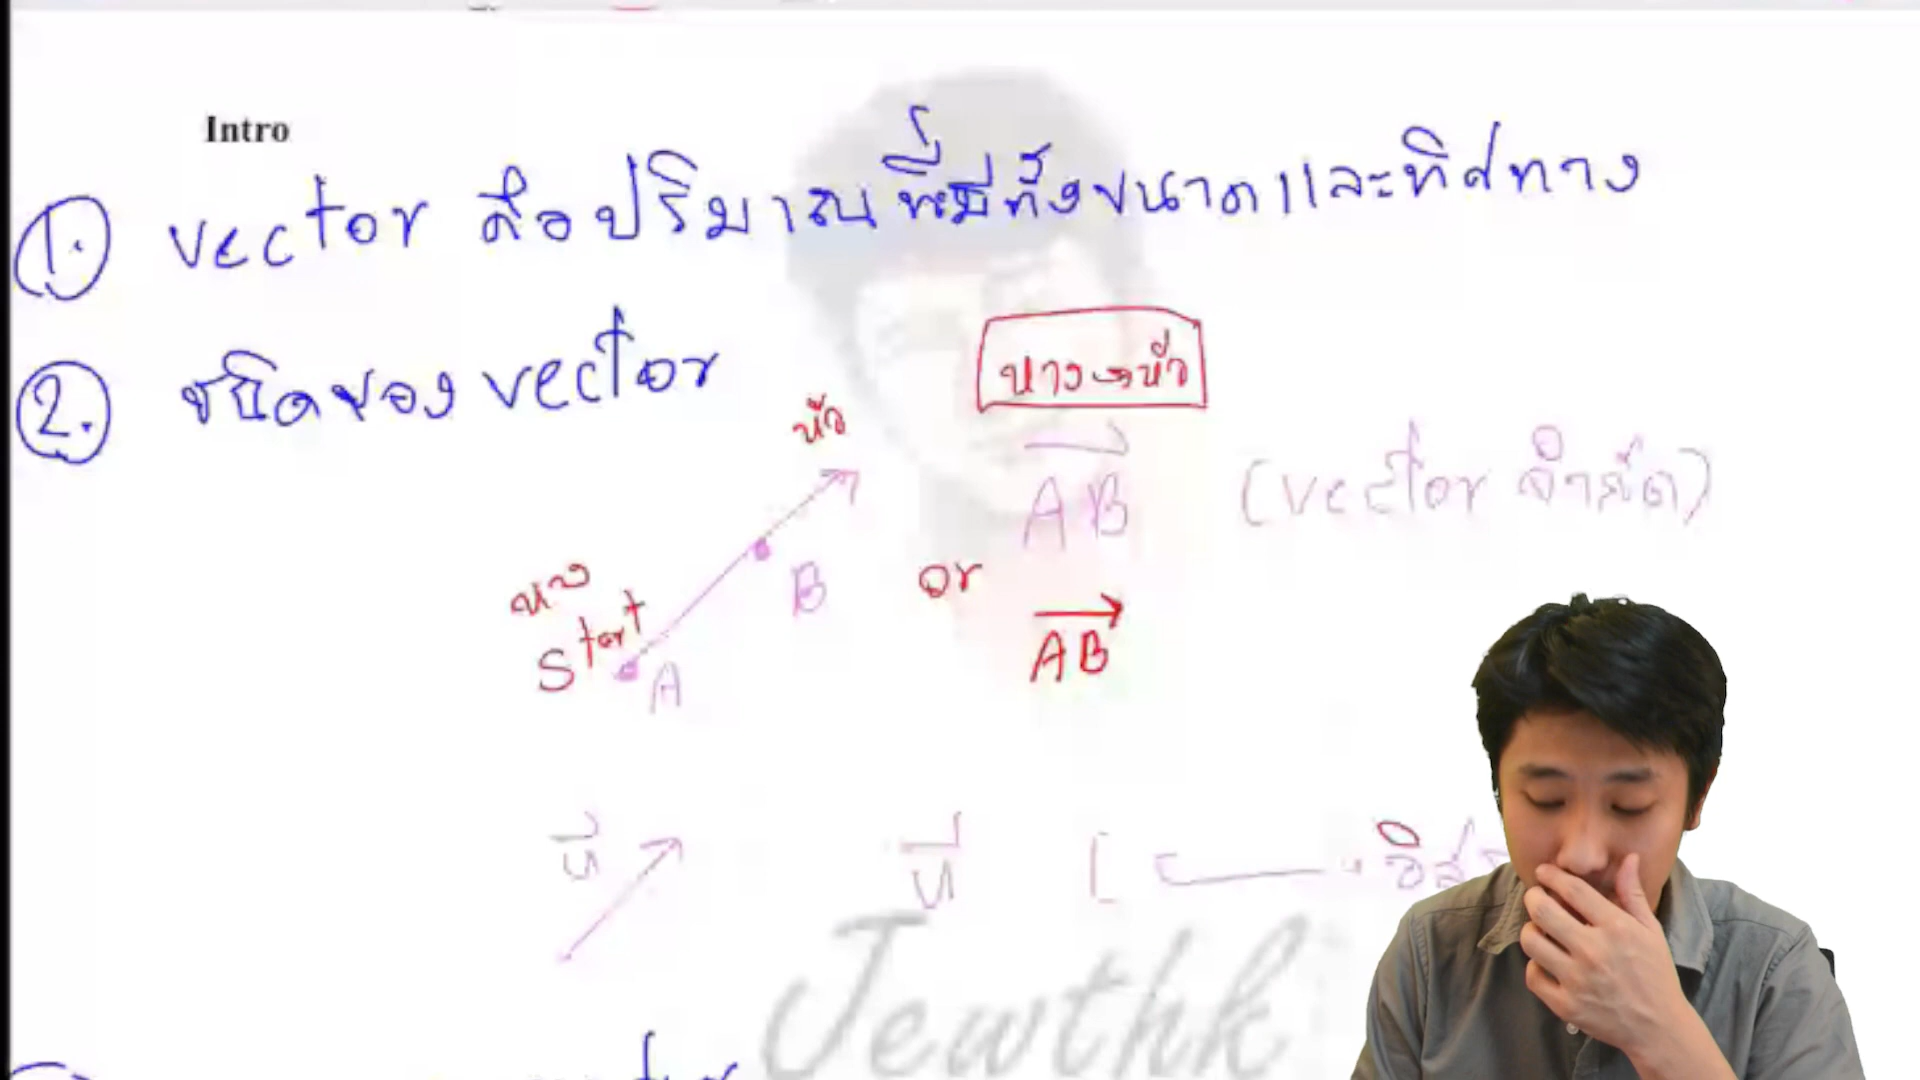 Intro
1. vector คือปริมาณที่มีทั้งขนาดและทิศทาง
2. ชนิดของ vector
หาง → หัว
หัว
AB (vector จำกัด)
หาง
Start
A
B
or
AB
u
u
Jewthk